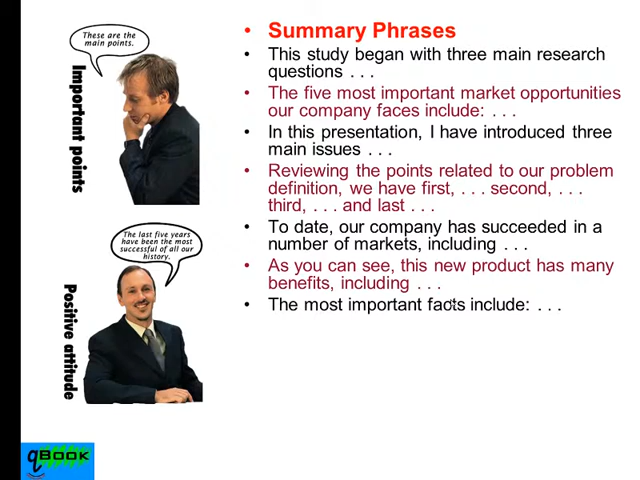 These are the
main points.
Important points
The last five years
have been the most
successful of all our
history.
Positive attitude
• Summary Phrases
• This study began with three main research
questions . . .
• The five most important market opportunities
our company faces include: . . .
• In this presentation, I have introduced three
main issues . . .
• Reviewing the points related to our problem
definition, we have first, . . . second, . . .
third, . . . and last . . .
• To date, our company has succeeded in a
number of markets, including . . .
• As you can see, this new product has many
benefits, including . . .
• The most important facts include: . . .
qBOOK